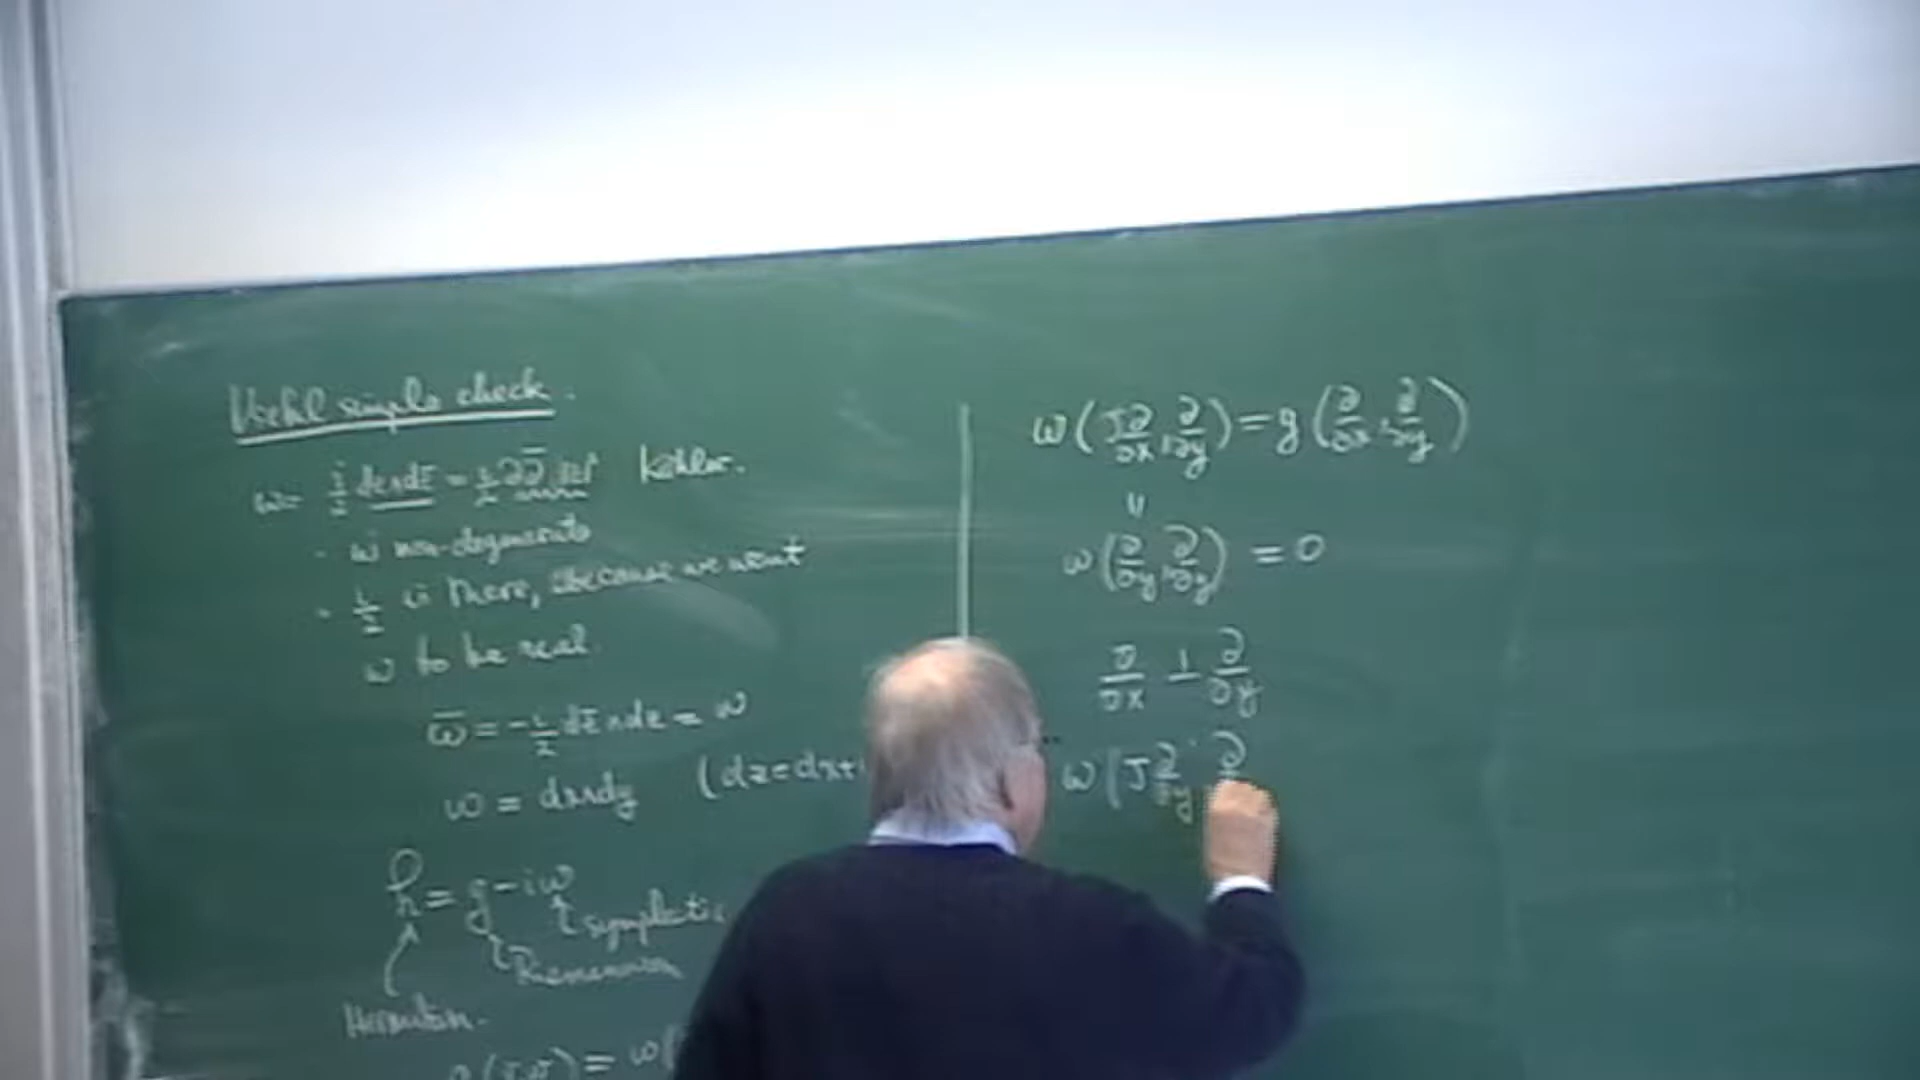 Useful simple check.
ω = i/2 dz∧dz̄ = i/2 ∂∂̄ |z|² Kähler.
- ω non-degenerate
- i/2 is there, because we want
ω to be real.
ω̄ = -i/2 dz̄∧dz = ω
ω = dx∧dy (dz=dx+i
h = g-iω
symplectic
Riemannian
Hermitian.
= ω(
ω(J∂/∂x, ∂/∂y) = g(∂/∂x, ∂/∂y)
"
ω(∂/∂y, ∂/∂y) = 0
∂/∂x ⊥ ∂/∂y
ω(J∂/∂y, ∂